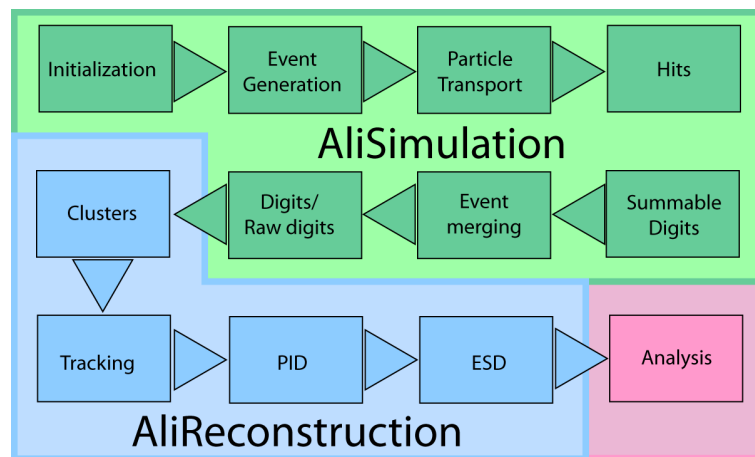 Initialization
Event
Generation
Particle
Transport
Hits
AliSimulation
Clusters
Digits/
Raw digits
Event
merging
Summable
Digits
Tracking
PID
ESD
Analysis
AliReconstruction